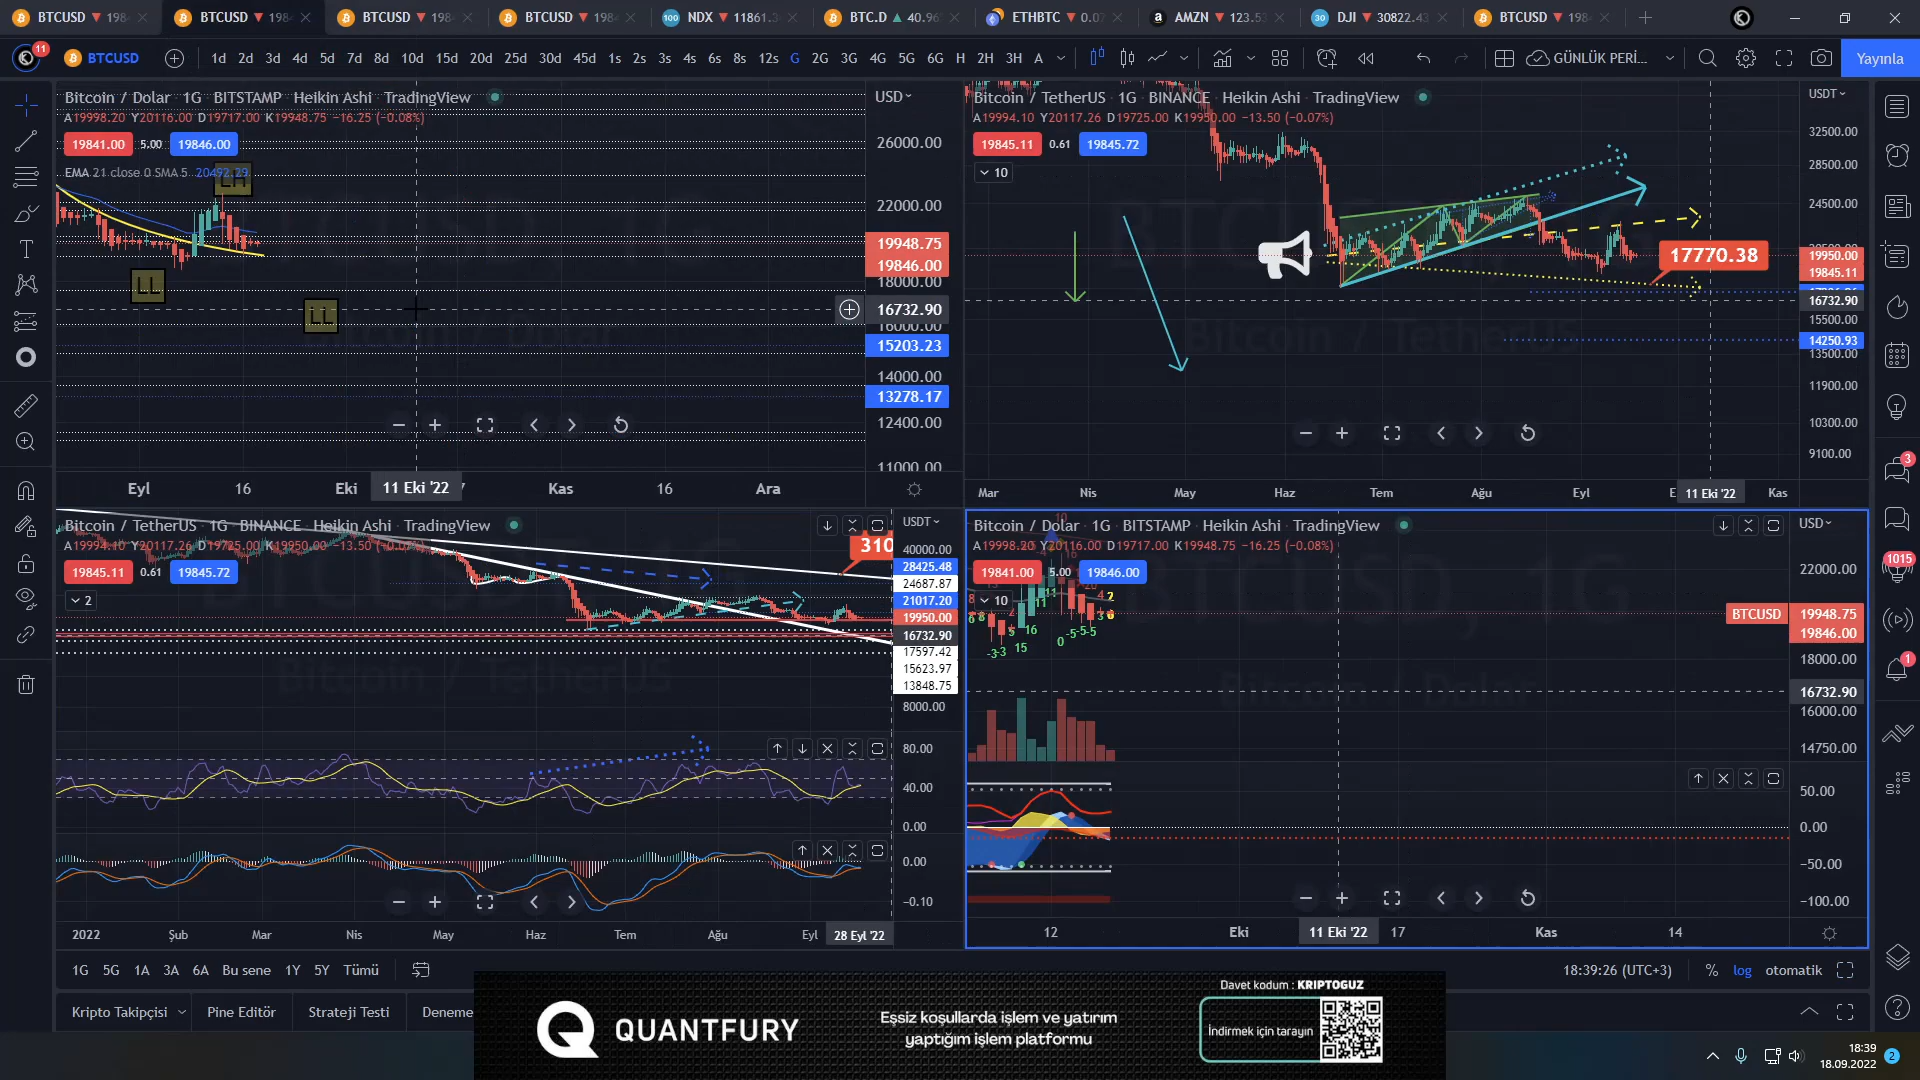 BTCUSD ▼ 198
BTCUSD ▼ 198
BTCUSD ▼ 198
BTCUSD ▼ 198
NDX ▼ 11861.
BTC.D ▲ 40.96
ETHBTC ▼ 0.0
AMZN ▼ 123.5
DJI ▼ 30822.43
BTCUSD ▼ 198
11
BTCUSD
1d 2d 3d 4d 5d 7d 8d 10d 15d 20d 25d 30d 45d 1s 2s 3s 4s 6s 8s 12s G 2G 3G 4G 5G 6G H 2H 3H A
GÜNLÜK PERİ...
Yayınla
Bitcoin / Dolar · 1G · BITSTAMP · Heikin Ashi · TradingView
A19998.20 Y20116.00 D19717.00 K19948.75 −16.25 (−0.08%)
19841.00 5.00 19846.00
EMA 21 close 0 SMA 5 20492.29
LH
LL
LL
USD
26000.00
22000.00
19948.75
19846.00
18000.00
16732.90
16000.00
15203.23
14000.00
13278.17
12400.00
11000.00
Eyl 16 Eki 11 Eki '22 Kas 16 Ara
Bitcoin / TetherUS · 1G · BINANCE · Heikin Ashi · TradingView
A19994.10 Y20117.26 D19725.00 K19950.00 −13.50 (−0.07%)
19845.11 0.61 19845.72
10
17770.38
USDT
32500.00
28500.00
24500.00
19950.00
19845.11
16732.90
15500.00
14250.93
13500.00
11900.00
10300.00
9100.00
Mar Nis May Haz Tem Ağu Eyl E 11 Eki '22 Kas
Bitcoin / TetherUS · 1G · BINANCE · Heikin Ashi · TradingView
A19994.10 Y20117.26 D19725.00 K19950.00 −13.50 (−0.07%)
19845.11 0.61 19845.72
2
310
USDT
40000.00
28425.48
24687.87
21017.20
19950.00
16732.90
17597.42
15623.97
13848.75
8000.00
80.00
40.00
0.00
0.00
−0.10
2022 Şub Mar Nis May Haz Tem Ağu Eyl 28 Eyl '22
Bitcoin / Dolar · 1G · BITSTAMP · Heikin Ashi · TradingView
A19998.20 Y20116.00 D19717.00 K19948.75 −16.25 (−0.08%)
19841.00 5.00 19846.00
10
USD
22000.00
BTCUSD 19948.75
19846.00
18000.00
16732.90
16000.00
14750.00
50.00
0.00
−50.00
−100.00
12 Eki 11 Eki '22 17 Kas 14
3
1015
1
1G 5G 1A 3A 6A Bu sene 1Y 5Y Tümü
18:39:26 (UTC+3) % log otomatik
Kripto Takipçisi
Pine Editör
Strateji Testi
Deneme
QUANTFURY
Eşsiz koşullarda işlem ve yatırım
yaptığım işlem platformu
Davet kodum : KRIPTOGUZ
İndirmek için tarayın
18:39
18.09.2022
2